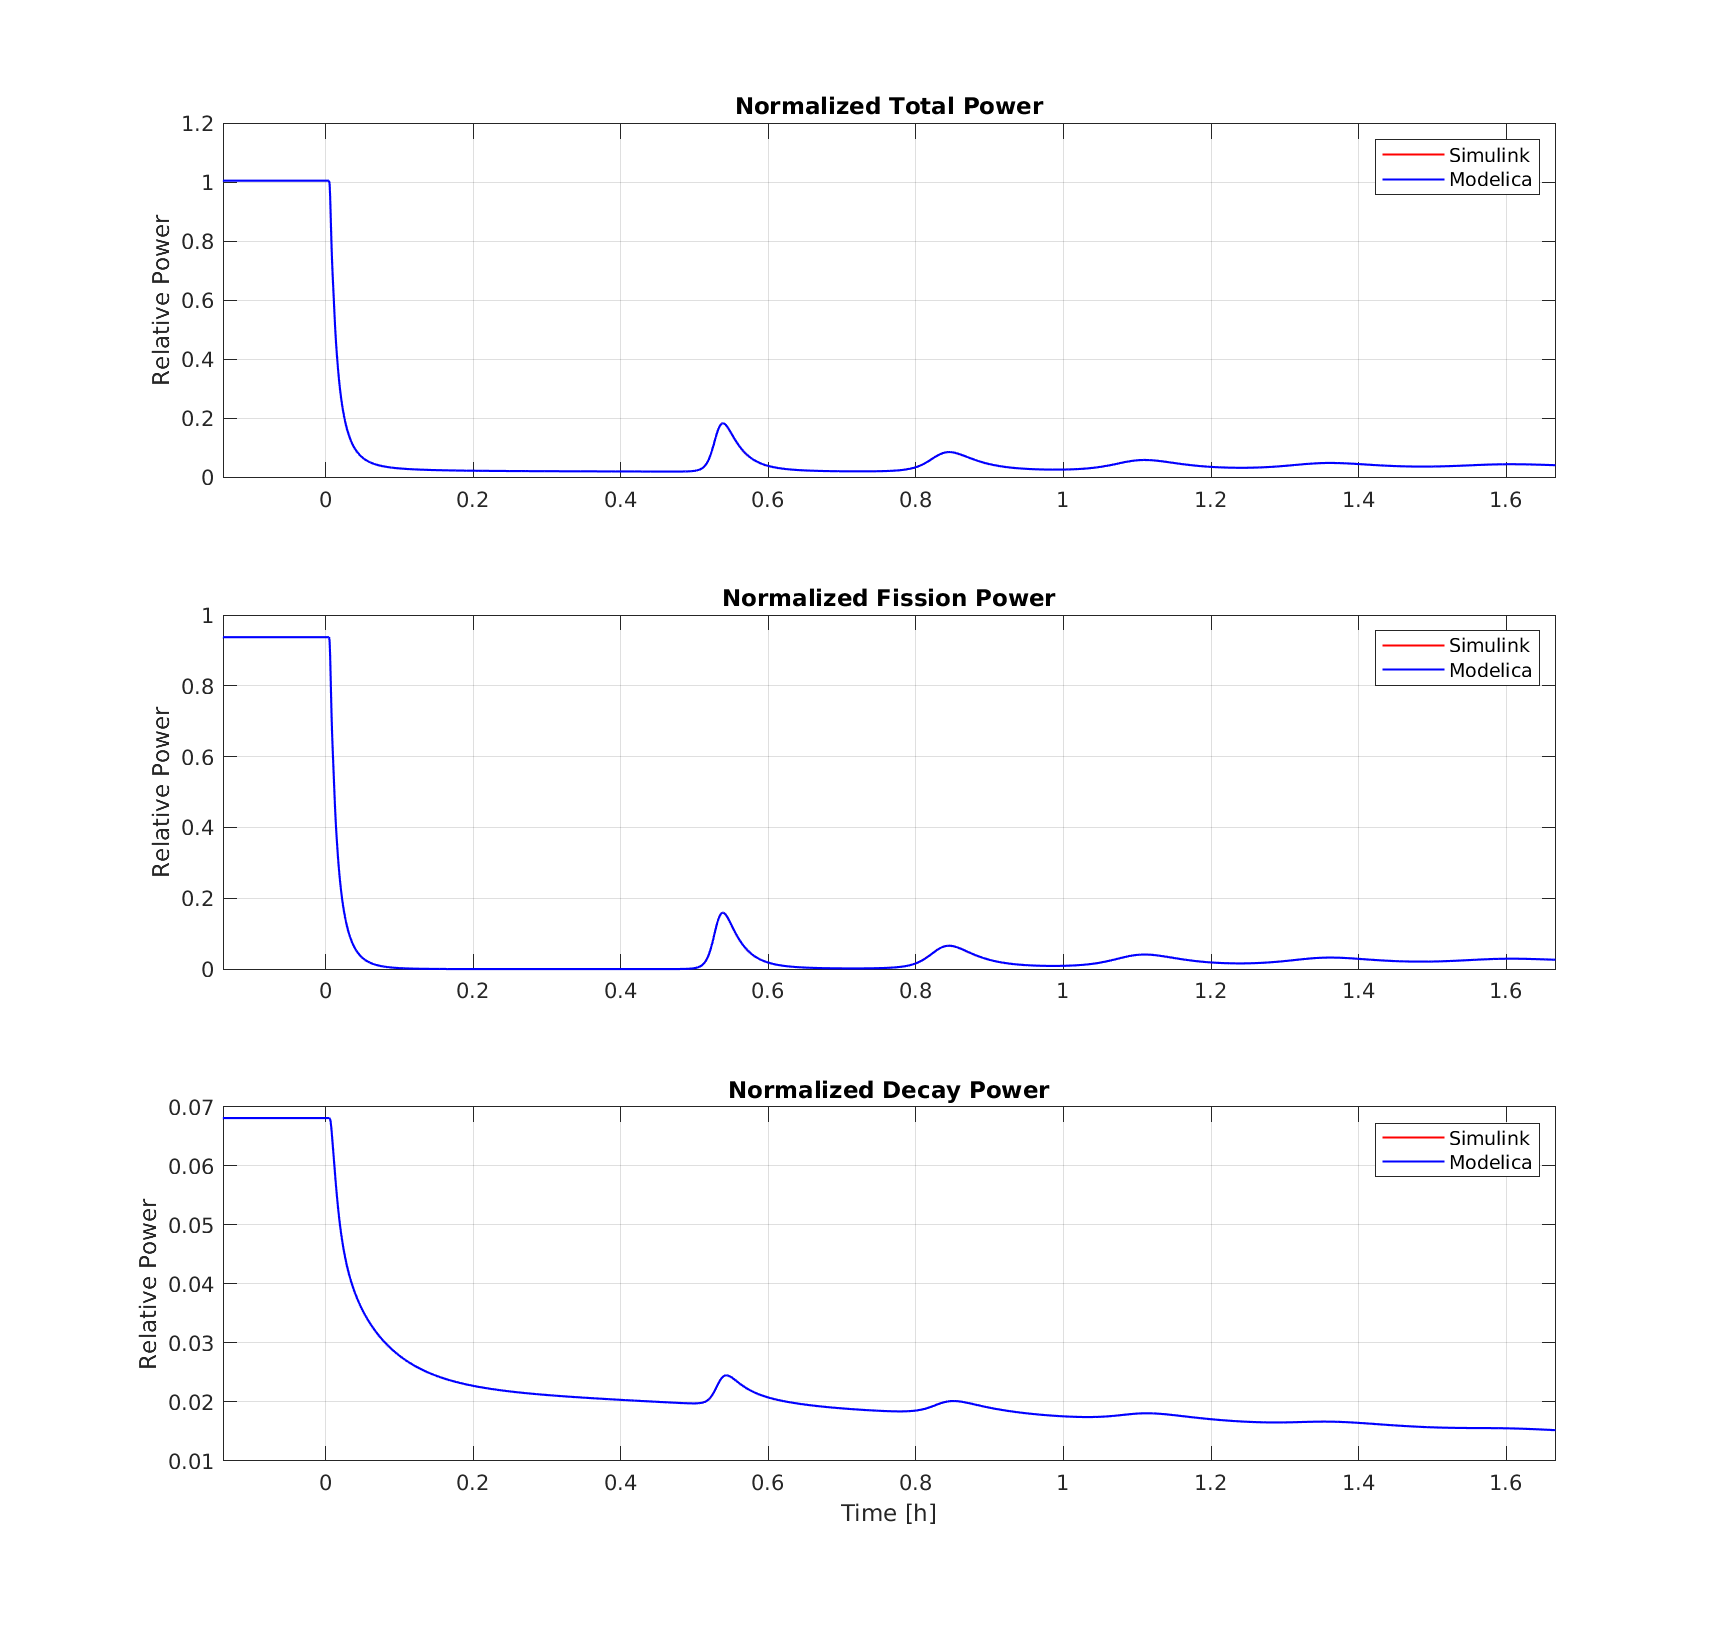 Normalized Total Power
1.2
1
0.8
0.6
0.4
0.2
0
Relative Power
Simulink
Modelica
0 0.2 0.4 0.6 0.8 1 1.2 1.4 1.6
Normalized Fission Power
1
0.8
0.6
0.4
0.2
0
Relative Power
Simulink
Modelica
0 0.2 0.4 0.6 0.8 1 1.2 1.4 1.6
Normalized Decay Power
0.07
0.06
0.05
0.04
0.03
0.02
0.01
Relative Power
Simulink
Modelica
0 0.2 0.4 0.6 0.8 1 1.2 1.4 1.6
Time [h]